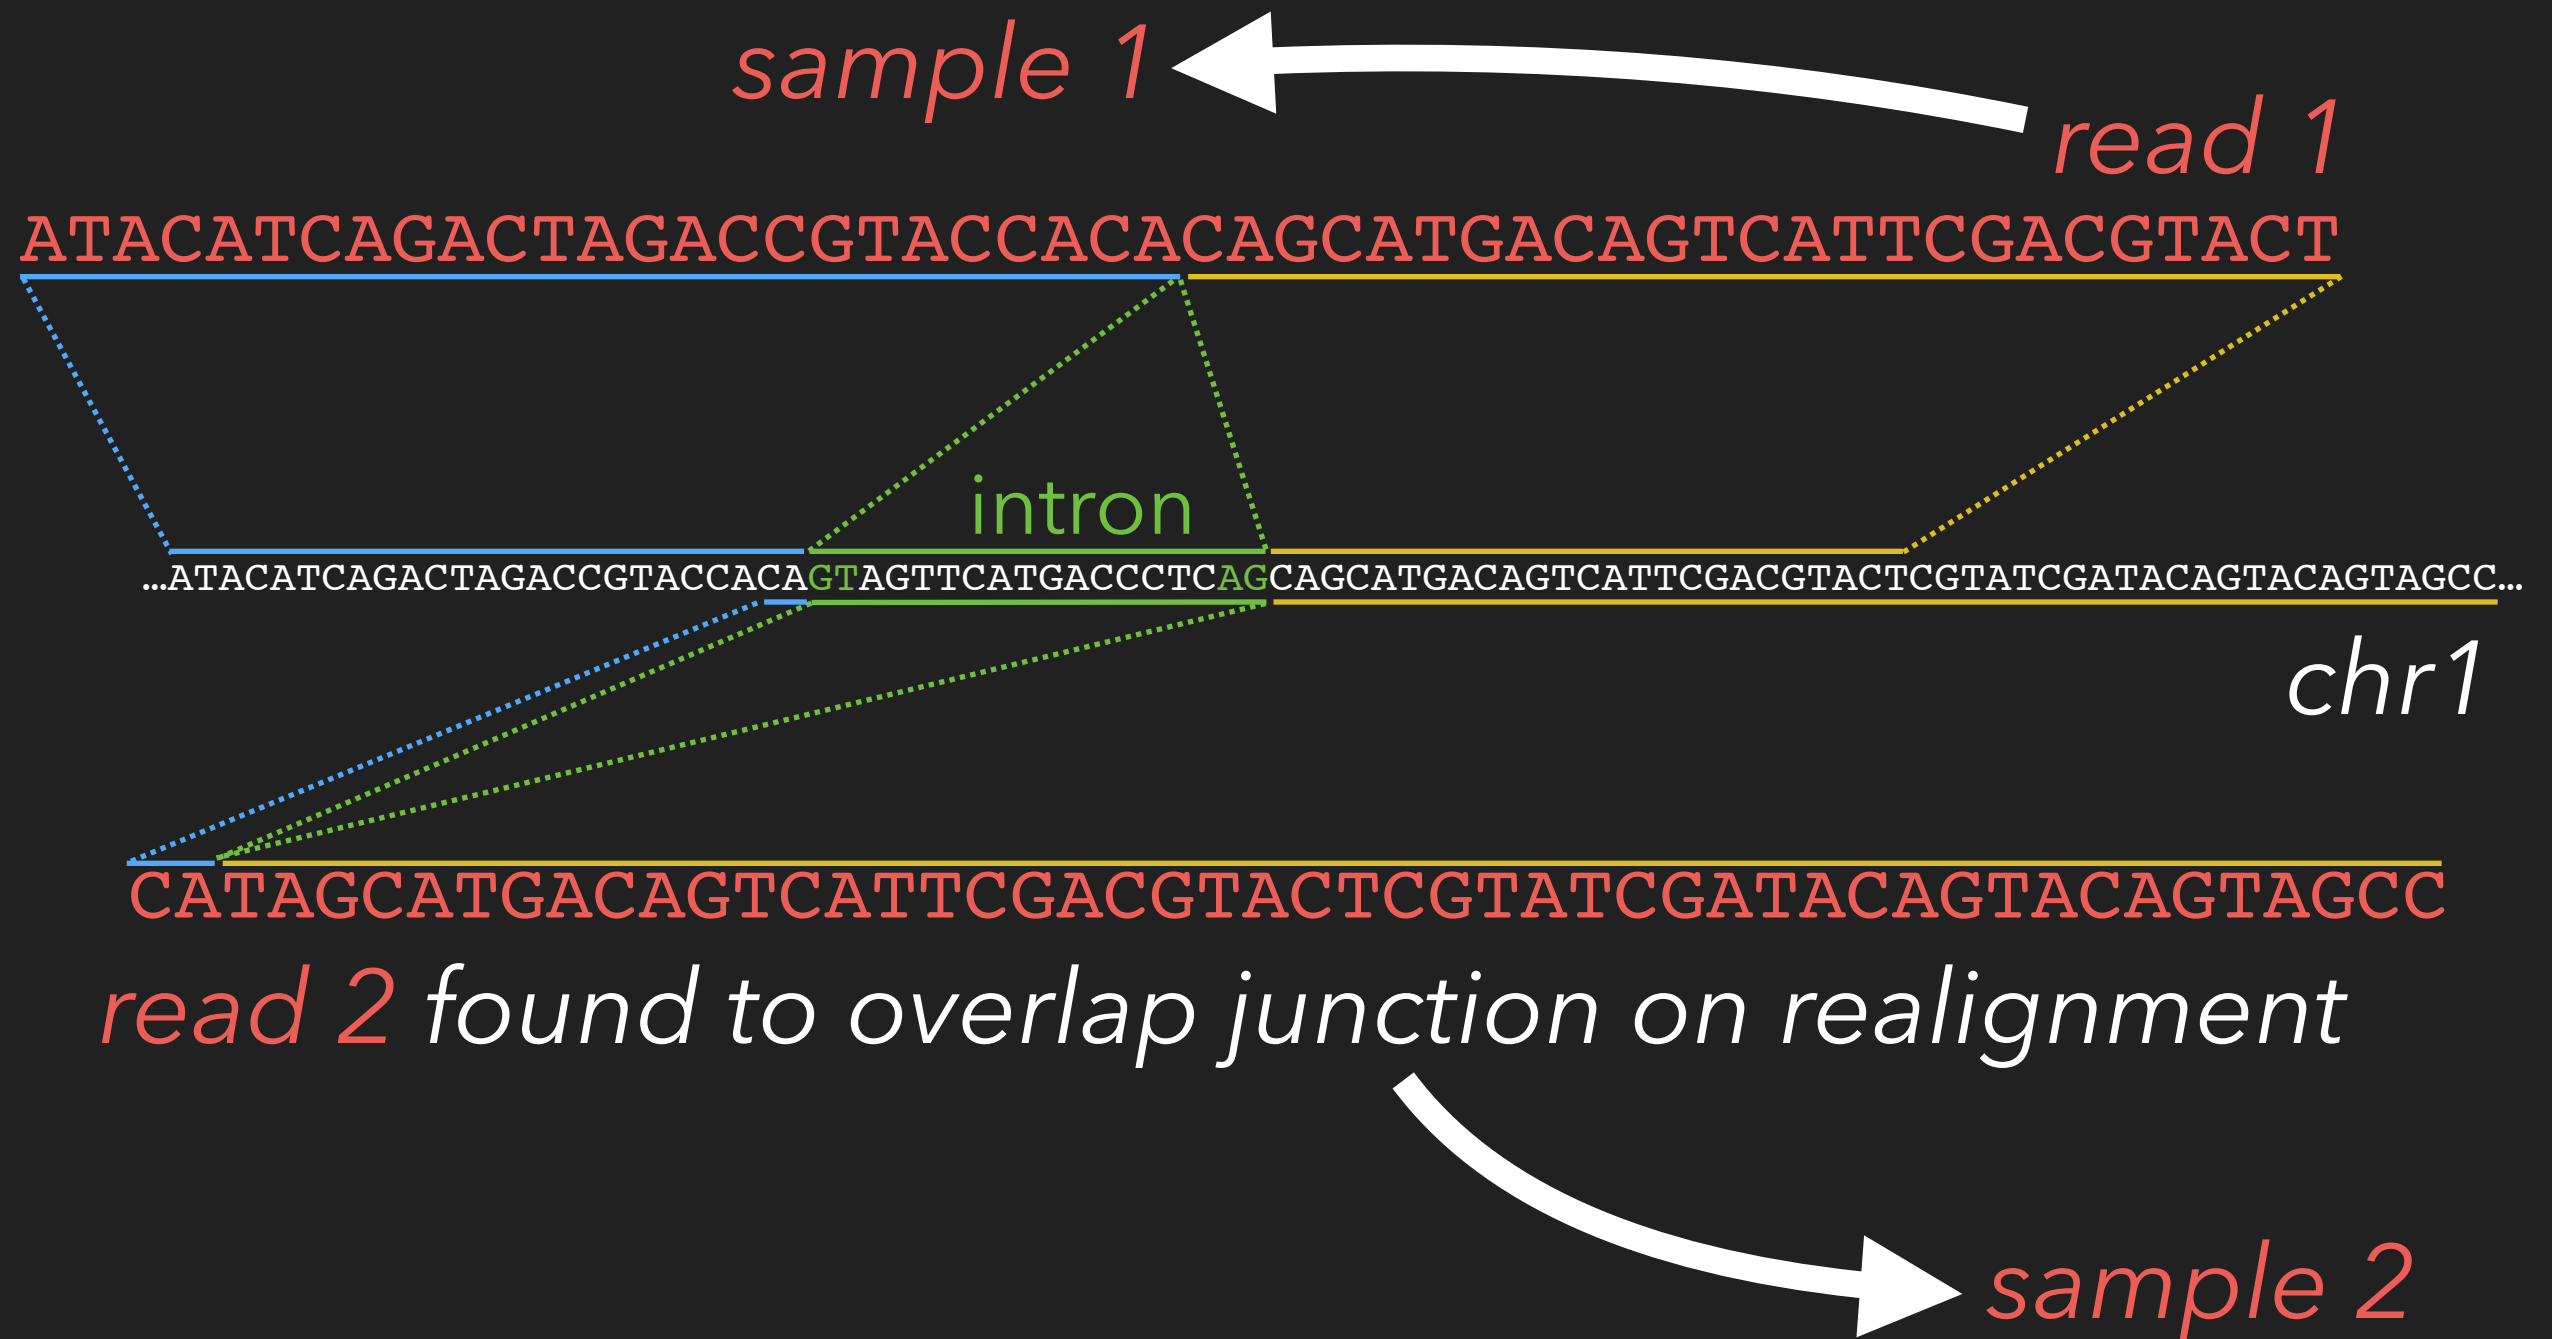 sample 1
read 1
ATACATCAGACTAGACCGTACCACACAGCATGACAGTCATTCGACGTACT
intron
...ATACATCAGACTAGACCGTACCACAGTAGTTCATGACCCTCAGCAGCATGACAGTCATTCGACGTACTCGTATCGATACAGTACAGTAGCC...
chr1
CATAGCATGACAGTCATTCGACGTACTCGTATCGATACAGTACAGTAGCC
read 2 found to overlap junction on realignment
sample 2